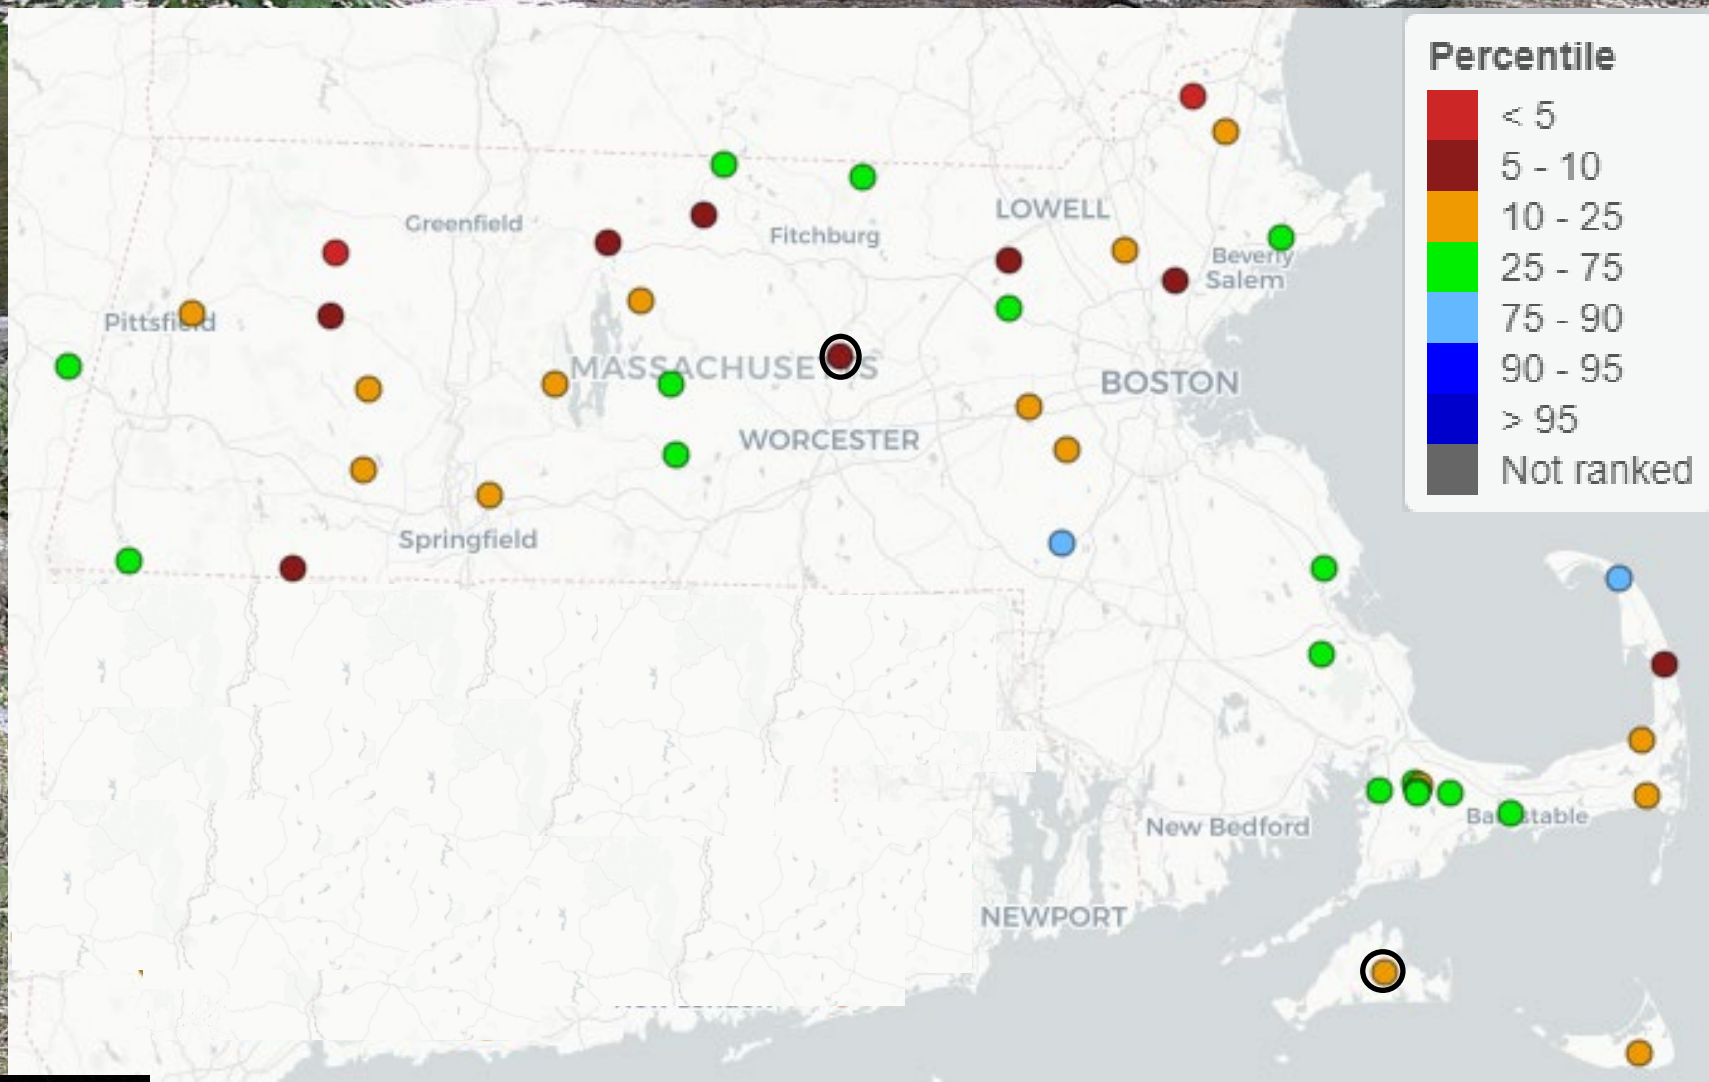 Percentile
< 5
5 - 10
10 - 25
25 - 75
75 - 90
90 - 95
> 95
Not ranked
LOWELL
Greenfield
Fitchburg
Beverly
Salem
Pittsfield
MASSACHUSETTS
BOSTON
WORCESTER
Springfield
Barnstable
New Bedford
NEWPORT